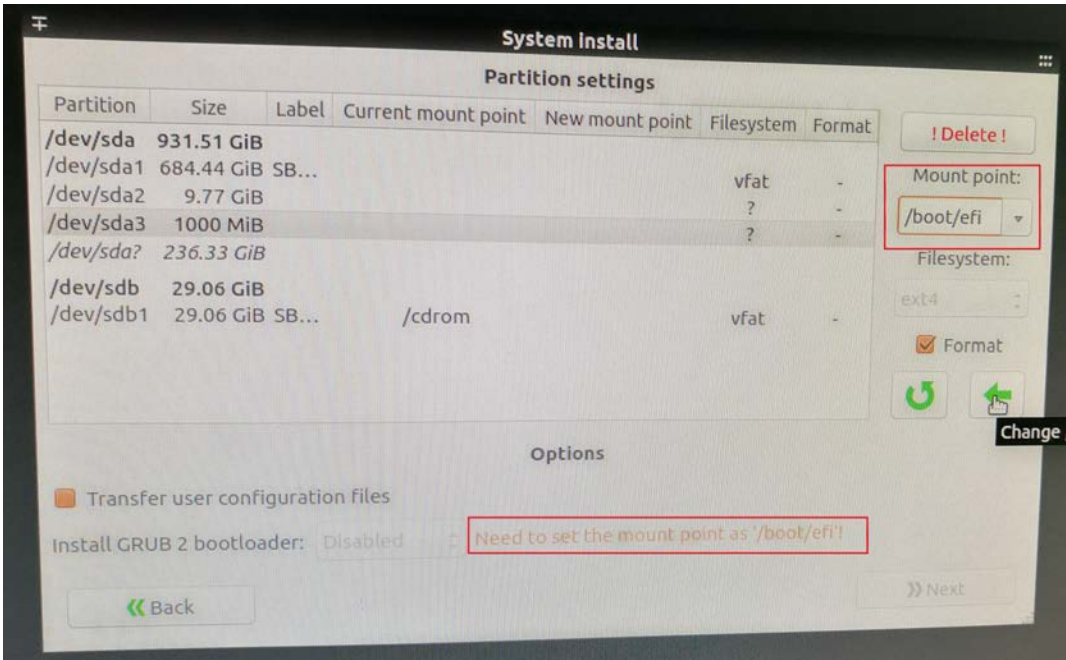 System install
Partition settings
Partition Size Label Current mount point New mount point Filesystem Format
/dev/sda 931.51 GiB
/dev/sda1 684.44 GiB SB... vfat -
/dev/sda2 9.77 GiB ? -
/dev/sda3 1000 MiB ? -
/dev/sda? 236.33 GiB
/dev/sdb 29.06 GiB
/dev/sdb1 29.06 GiB SB... /cdrom vfat -
! Delete !
Mount point:
/boot/efi
Filesystem:
ext4
Format
Change
Options
Transfer user configuration files
Install GRUB 2 bootloader: Disabled Need to set the mount point as '/boot/efi'!
Back
Next